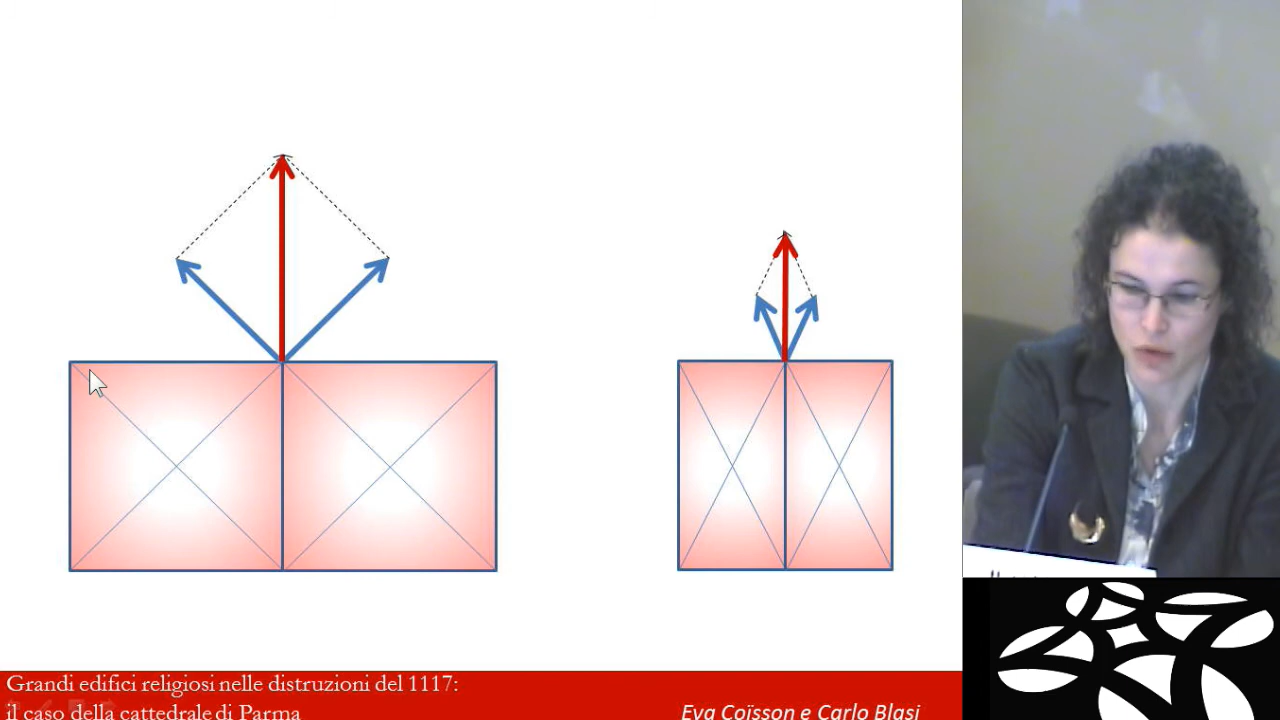 Grandi edifici religiosi nelle distruzioni del 1117:
il caso della cattedrale di Parma
Eva Coïsson e Carlo Blasi